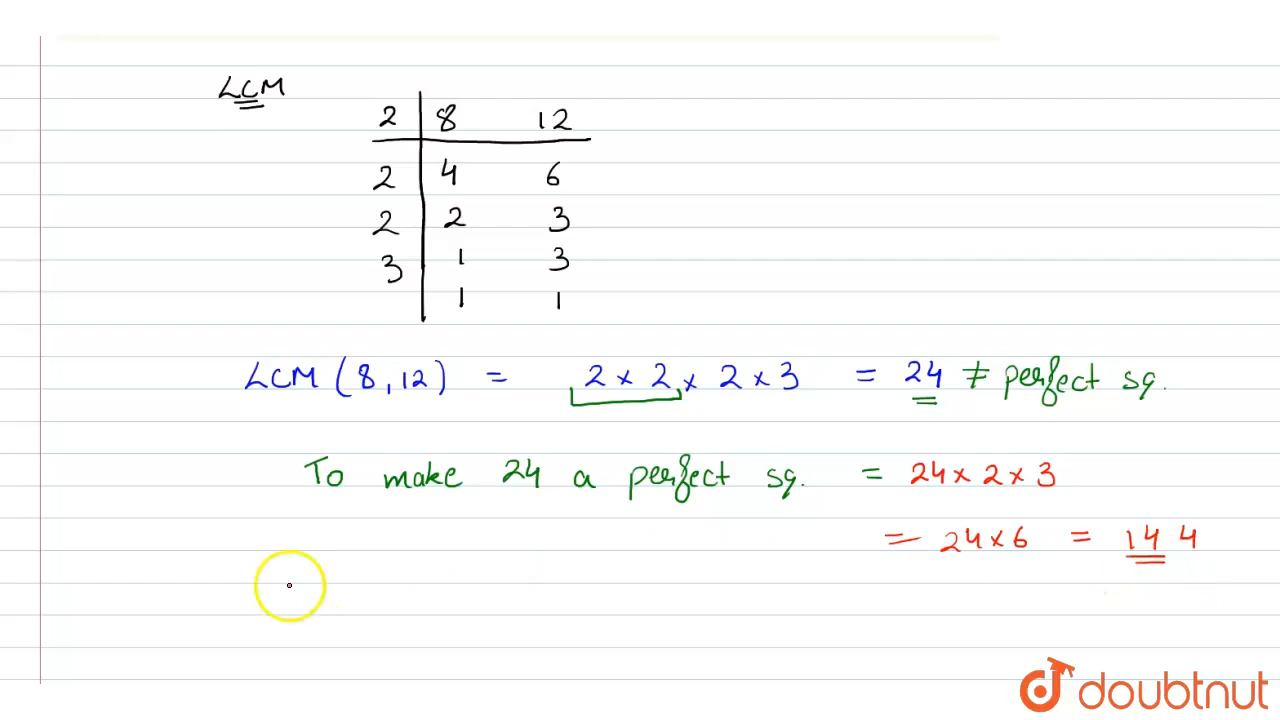 LCM
2 8 12
2 4 6
2 2 3
3 1 3
1 1
LCM (8,12) = 2 × 2 × 2 × 3 = 24 ≠ perfect sq.
To make 24 a perfect sq. = 24 × 2 × 3
= 24 × 6 = 144
doubtnut